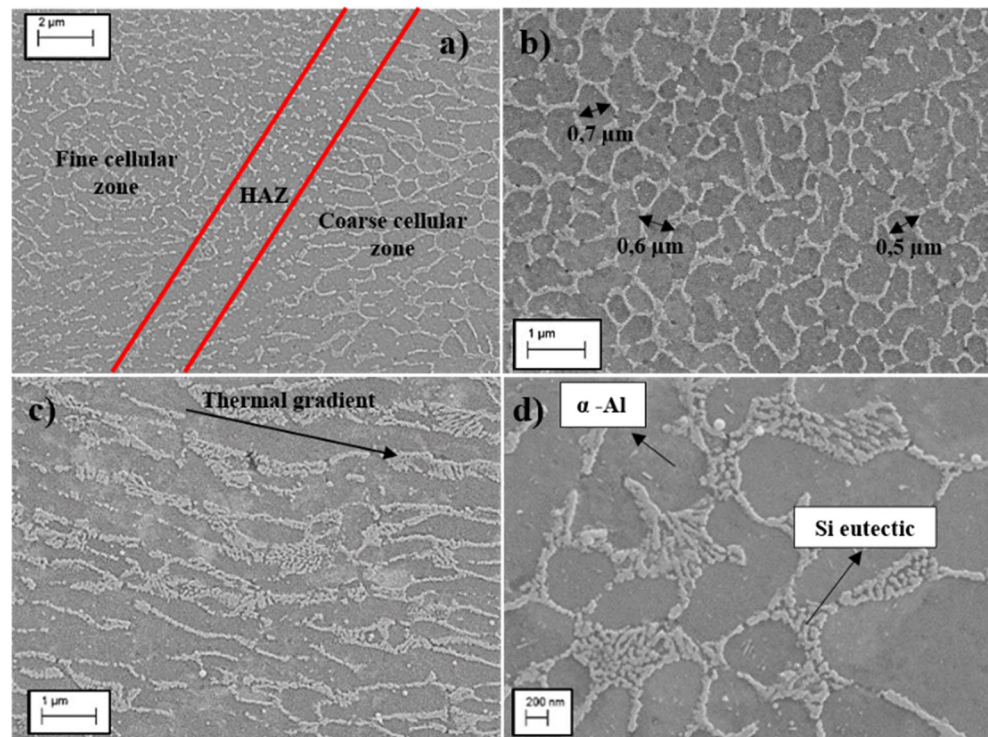 2 µm
a)
Fine cellular
zone
HAZ
Coarse cellular
zone
b)
0,7 µm
0,6 µm
0,5 µm
1 µm
c)
Thermal gradient
1 µm
d)
α -Al
Si eutectic
200 nm